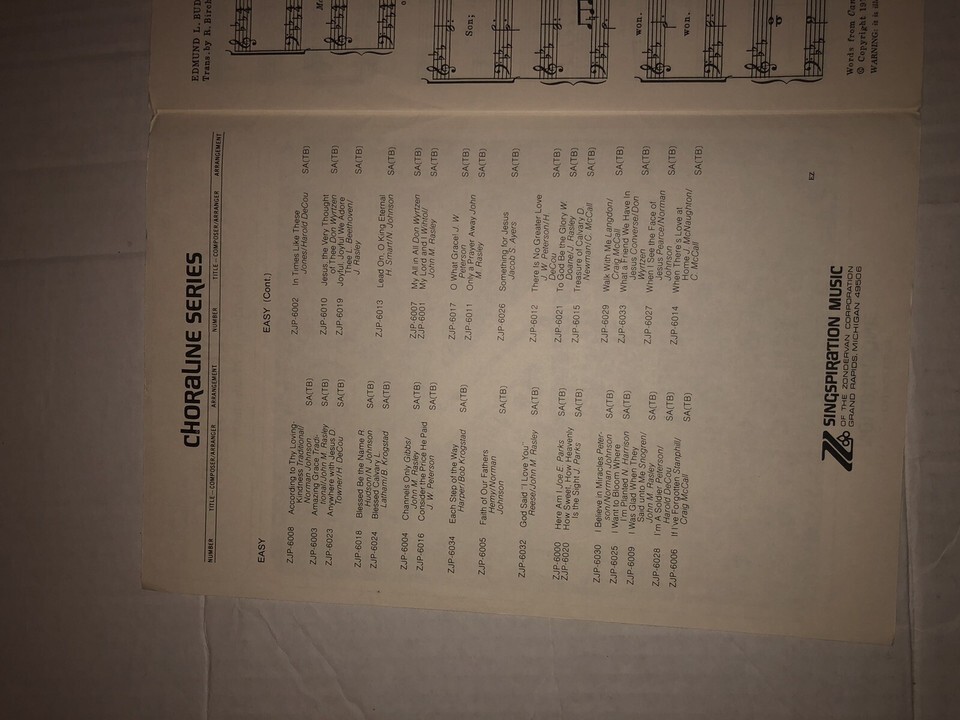 EDMUND L. BUD
Trans. by R. Birch
Son;
won.
won.
Words from Cam
© Copyright 197
WARNING: it is ille
CHORALINE SERIES
NUMBER TITLE - COMPOSER/ARRANGER ARRANGEMENT NUMBER TITLE - COMPOSER/ARRANGER ARRANGEMENT
EASY
ZJP-6008 According to Thy Loving-
Kindness Traditional/
Norman Johnson SA(TB)
ZJP-6003 Amazing Grace Tradi-
tional/John M. Rasley SA(TB)
ZJP-6023 Anywhere with Jesus D.
Towner/H. DeCou SA(TB)
ZJP-6018 Blessed Be the Name R.
Hudson/N. Johnson SA(TB)
ZJP-6024 Blessed Calvary L.
Latham/B. Krogstad SA(TB)
ZJP-6004 Channels Only Gibbs/
John M. Rasley SA(TB)
ZJP-6016 Consider the Price He Paid
J. W. Peterson SA(TB)
ZJP-6034 Each Step of the Way
Harper/Bob Krogstad SA(TB)
ZJP-6005 Faith of Our Fathers
Hemy/Norman
Johnson SA(TB)
ZJP-6032 God Said "I Love You"
Reese/John M. Rasley SA(TB)
ZJP-6000 Here Am I Joe E. Parks SA(TB)
ZJP-6020 How Sweet, How Heavenly
Is the Sight J. Parks SA(TB)
ZJP-6030 I Believe in Miracles Peter-
son/Norman Johnson SA(TB)
ZJP-6025 I Want to Bloom Where
I'm Planted N. Harrison SA(TB)
ZJP-6009 I Was Glad When They
Said unto Me Snogren/
John M. Rasley SA(TB)
ZJP-6028 I'm A Soldier Peterson/
Harold DeCou SA(TB)
ZJP-6006 If I've Forgotten Stanphill/
Craig McCall SA(TB)
EASY (Cont.)
ZJP-6002 In Times Like These
Jones/Harold DeCou SA(TB)
ZJP-6010 Jesus, the Very Thought
of Thee Don Wyrtzen SA(TB)
ZJP-6019 Joyful, Joyful We Adore
Thee L. Beethoven/
J. Rasley SA(TB)
ZJP-6013 Lead On, O King Eternal
H. Smart/N. Johnson SA(TB)
ZJP-6007 My All in All Don Wyrtzen SA(TB)
ZJP-6001 My Lord and I Wihtol/
John M. Rasley SA(TB)
ZJP-6017 O What Grace! J. W.
Peterson SA(TB)
ZJP-6011 Only a Prayer Away John
M. Rasley SA(TB)
ZJP-6026 Something for Jesus
Jacob S. Ayers SA(TB)
ZJP-6012 There Is No Greater Love
J. W. Peterson/H.
DeCou SA(TB)
ZJP-6021 To God Be the Glory W.
Doane/J. Rasley SA(TB)
ZJP-6015 Treasure of Calvary D.
Newman/C. McCall SA(TB)
ZJP-6029 Walk With Me Langdon/
Craig McCall SA(TB)
ZJP-6033 What a Friend We Have In
Jesus Converse/Don
Wyrtzen SA(TB)
ZJP-6027 When I See the Face of
Jesus Pearce/Norman
Johnson SA(TB)
ZJP-6014 When There's Love at
Home J. McNaughton/
C. McCall SA(TB)
EZ
SINGSPIRATION MUSIC
OF THE ZONDERVAN CORPORATION
GRAND RAPIDS, MICHIGAN 49506